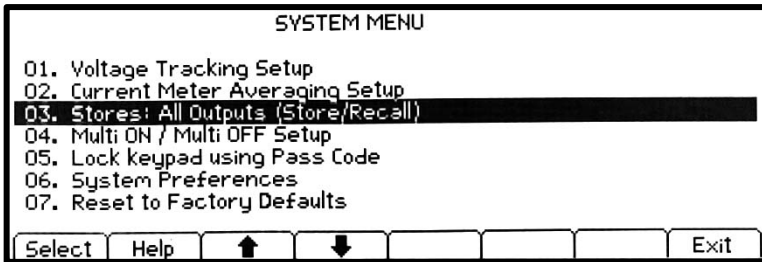 SYSTEM MENU
01. Voltage Tracking Setup
02. Current Meter Averaging Setup
03. Stores: All Outputs (Store/Recall)
04. Multi ON / Multi OFF Setup
05. Lock keypad using Pass Code
06. System Preferences
07. Reset to Factory Defaults
Select Help Exit